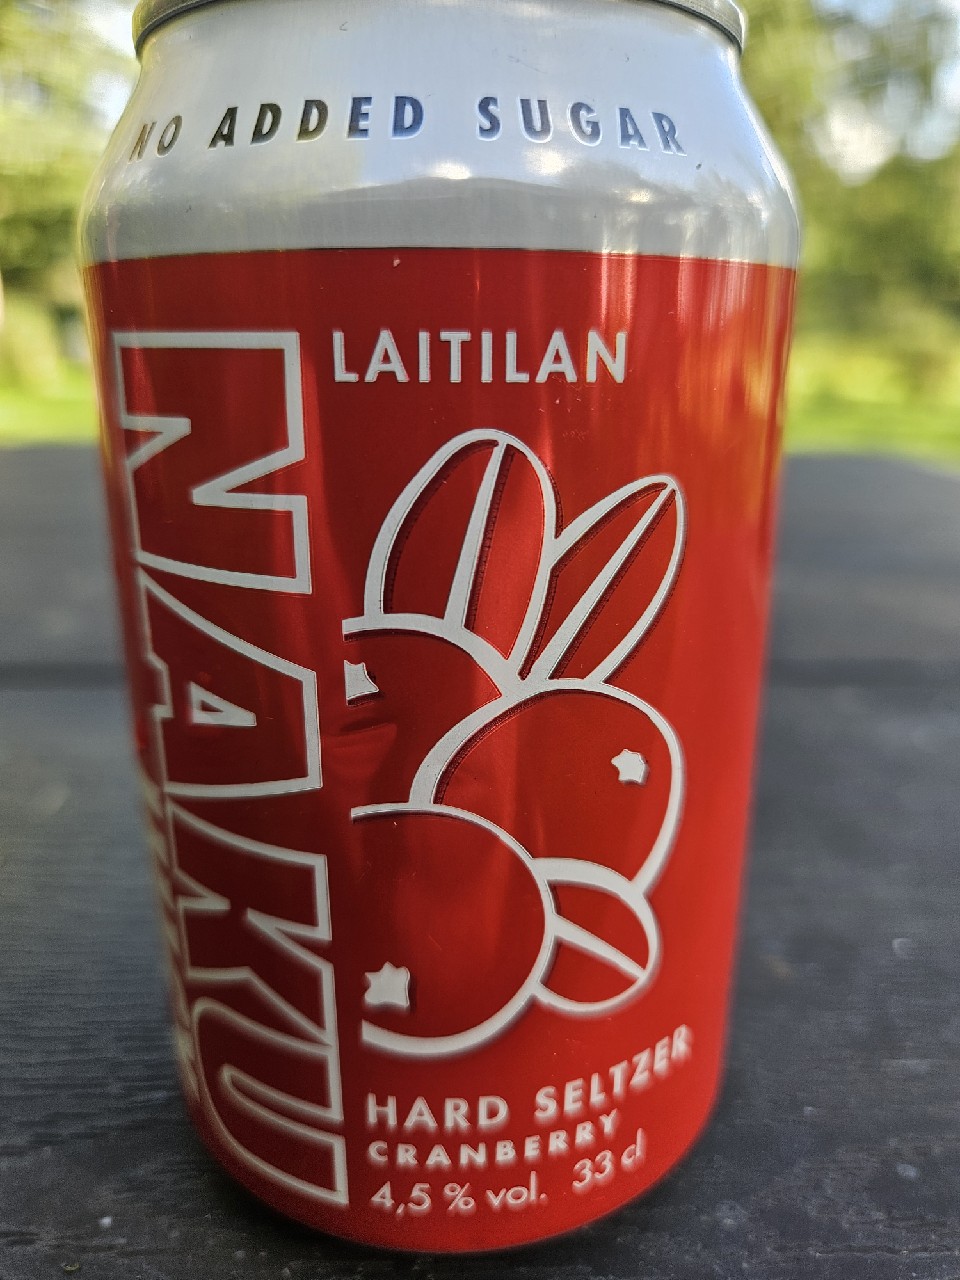 NO ADDED SUGAR
LAITILAN
NAKU
HARD SELTZER
CRANBERRY
4,5 % vol. 33 cl